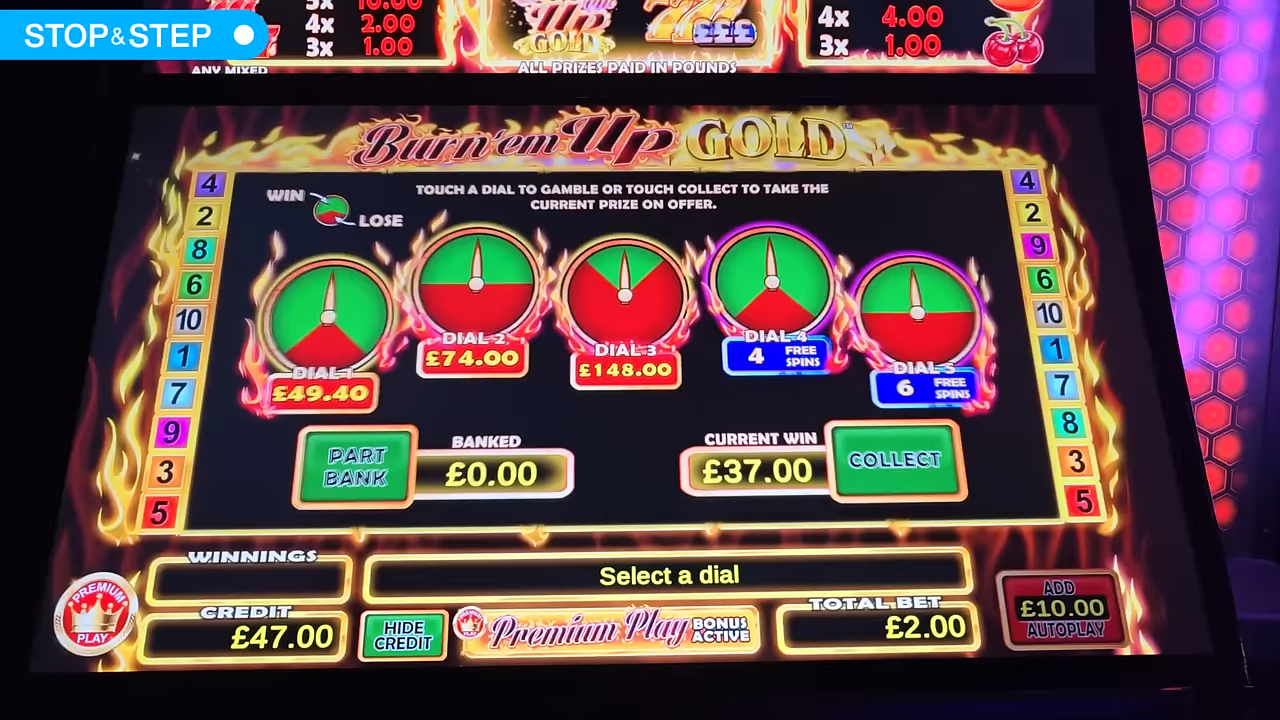 STOP&STEP
4x 2.00
3x 1.00
ANY MIXED
Up
GOLD
£££
ALL PRIZES PAID IN POUNDS
4x 4.00
3x 1.00
Burn'em Up GOLD™
4
2
8
6
10
1
7
9
3
5
WIN
LOSE
TOUCH A DIAL TO GAMBLE OR TOUCH COLLECT TO TAKE THE
CURRENT PRIZE ON OFFER.
DIAL 1
£49.40
DIAL 2
£74.00
DIAL 3
£148.00
DIAL 4
4 FREE
SPINS
DIAL 5
6 FREE
SPINS
4
2
9
6
10
1
7
8
3
5
PART
BANK
BANKED
£0.00
CURRENT WIN
£37.00
COLLECT
WINNINGS
Select a dial
PREMIUM
PLAY
CREDIT
£47.00
HIDE
CREDIT
Premium Play BONUS
ACTIVE
TOTAL BET
£2.00
ADD
£10.00
AUTOPLAY